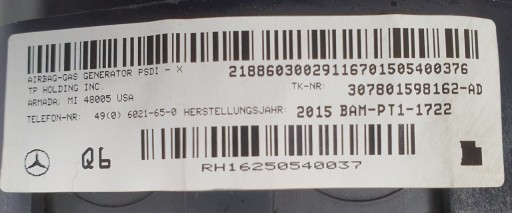 AIRBAG-GAS GENERATOR PSDI - X
21886030029116701505400376
TP HOLDING INC.
ARMADA, MI 48005 USA
TK-NR: 307801598162-AD
TELEFON-NR: 49(0) 6021-65-0 HERSTELLUNGSJAHR: 2015 BAM-PT1-1722
Q6
RH16250540037